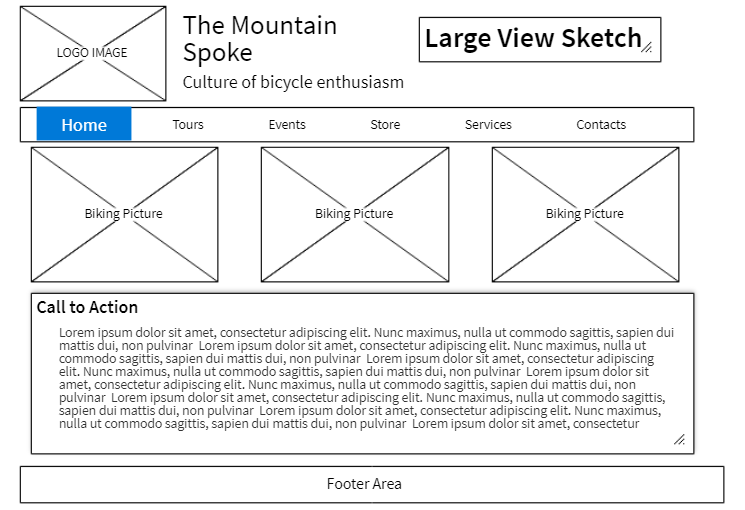 LOGO IMAGE
The Mountain
Spoke
Culture of bicycle enthusiasm
Large View Sketch
Home Tours Events Store Services Contacts
Biking Picture Biking Picture Biking Picture
Call to Action
Lorem ipsum dolor sit amet, consectetur adipiscing elit. Nunc maximus, nulla ut commodo sagittis, sapien dui
mattis dui, non pulvinar Lorem ipsum dolor sit amet, consectetur adipiscing elit. Nunc maximus, nulla ut
commodo sagittis, sapien dui mattis dui, non pulvinar Lorem ipsum dolor sit amet, consectetur adipiscing
elit. Nunc maximus, nulla ut commodo sagittis, sapien dui mattis dui, non pulvinar Lorem ipsum dolor sit
amet, consectetur adipiscing elit. Nunc maximus, nulla ut commodo sagittis, sapien dui mattis dui, non
pulvinar Lorem ipsum dolor sit amet, consectetur adipiscing elit. Nunc maximus, nulla ut commodo sagittis,
sapien dui mattis dui, non pulvinar Lorem ipsum dolor sit amet, consectetur adipiscing elit. Nunc maximus,
nulla ut commodo sagittis, sapien dui mattis dui, non pulvinar Lorem ipsum dolor sit amet, consectetur
Footer Area